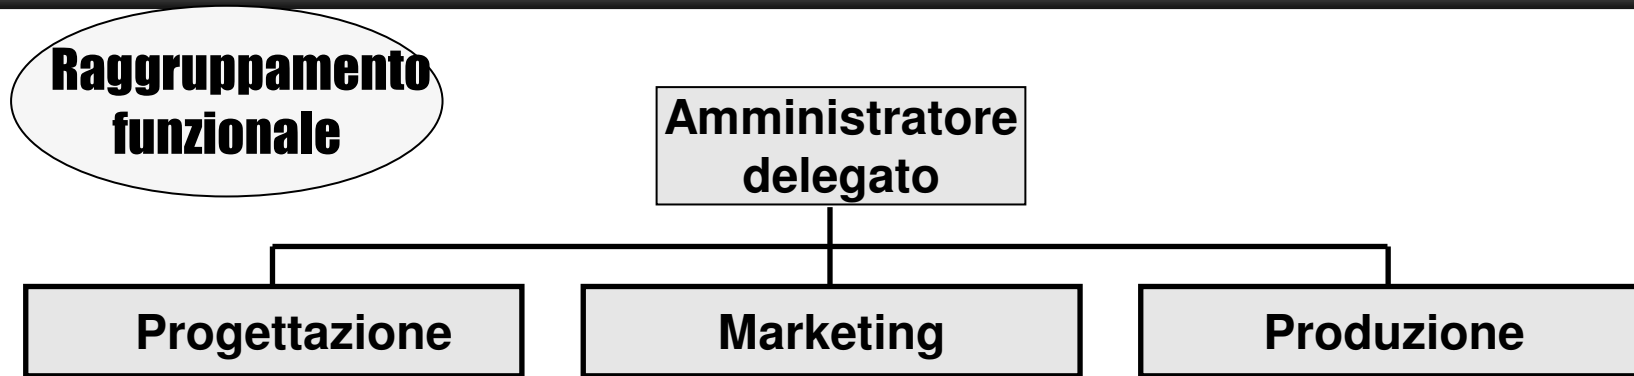 Raggruppamento
funzionale
Amministratore
delegato
Progettazione
Marketing
Produzione